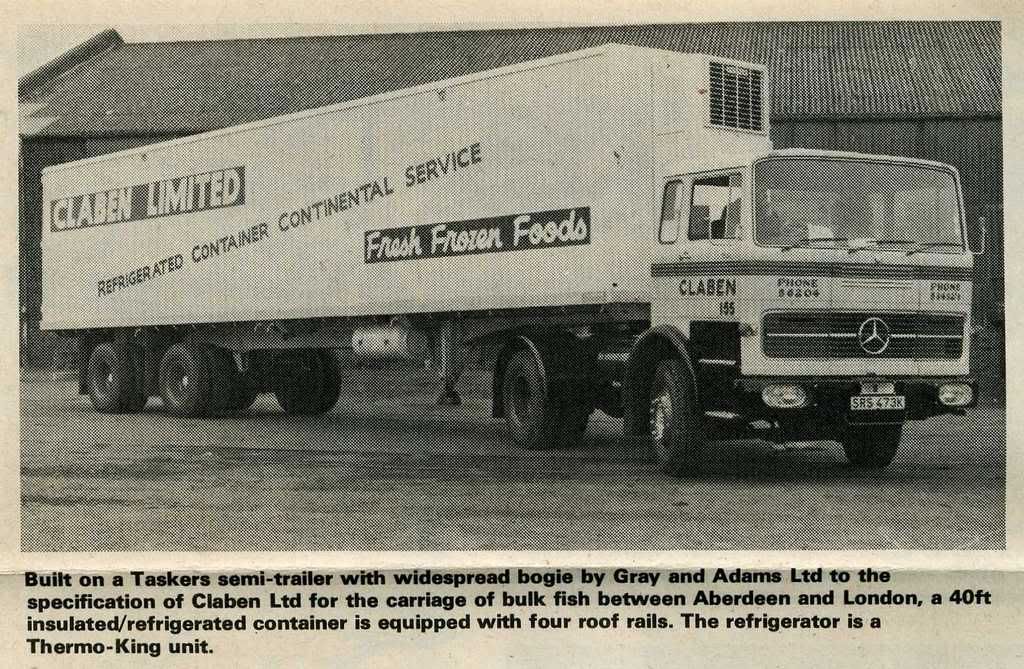 CLABEN LIMITED
REFRIGERATED CONTAINER CONTINENTAL SERVICE
Fresh Frozen Foods
CLABEN
155
PHONE
56204
PHONE
SRS 473K
Built on a Taskers semi-trailer with widespread bogie by Gray and Adams Ltd to the
specification of Claben Ltd for the carriage of bulk fish between Aberdeen and London, a 40ft
insulated/refrigerated container is equipped with four roof rails. The refrigerator is a
Thermo-King unit.